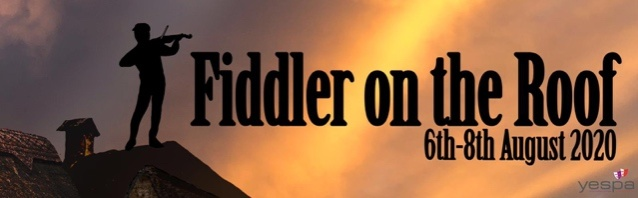 Fiddler on the Roof
6th-8th August 2020
yespa